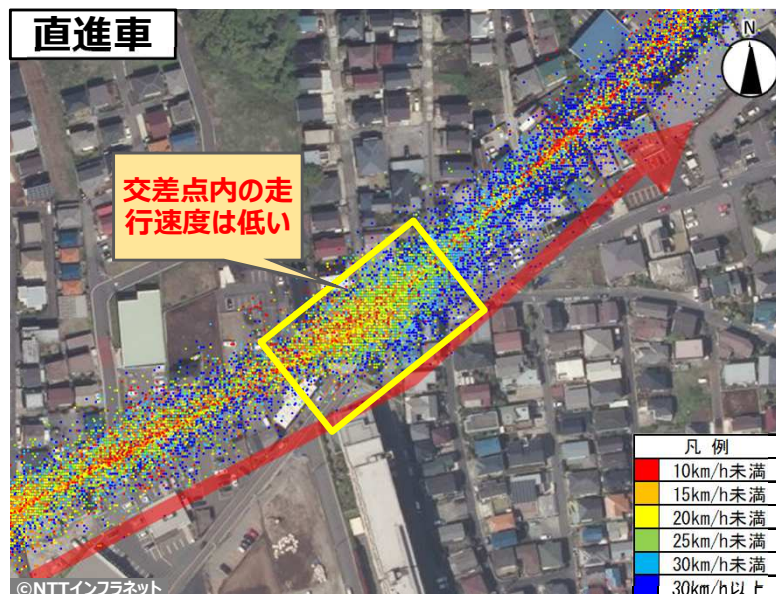 直進車
N
交差点内の走
行速度は低い
凡 例
10km/h未満
15km/h未満
20km/h未満
25km/h未満
30km/h未満
30km/h以上
©NTTインフラネット